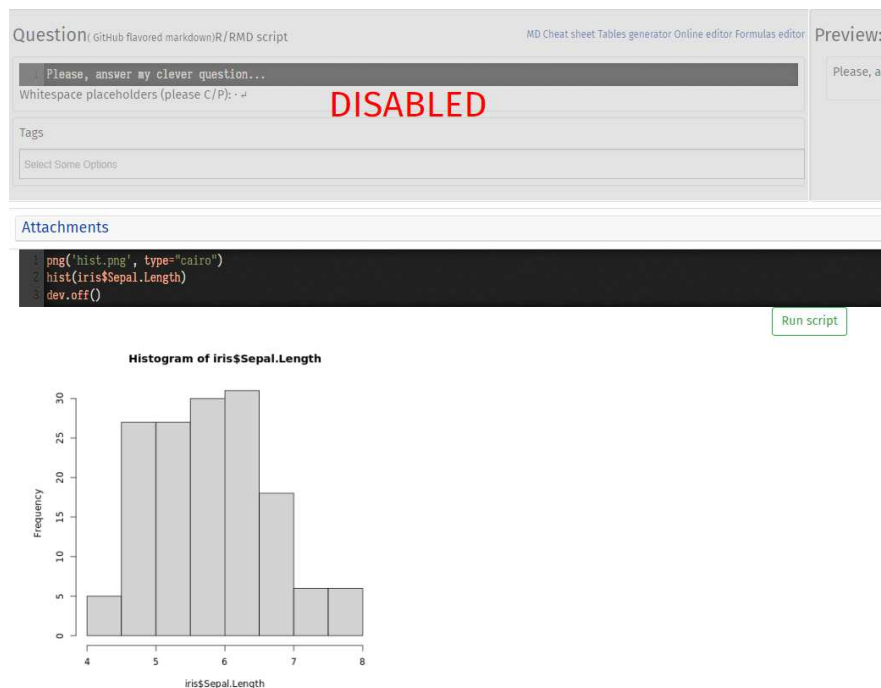 Question( GitHub flavored markdown)R/RMD script
MD Cheat sheet Tables generator Online editor Formulas editor
Preview:
1 Please, answer my clever question...
Please, a
Whitespace placeholders (please C/P): · ↵
DISABLED
Tags
Select Some Options
Attachments
1 png('hist.png', type="cairo")
2 hist(iris$Sepal.Length)
3 dev.off()
Run script
Histogram of iris$Sepal.Length
Frequency
30
25
20
15
10
5
0
4 5 6 7 8
iris$Sepal.Length